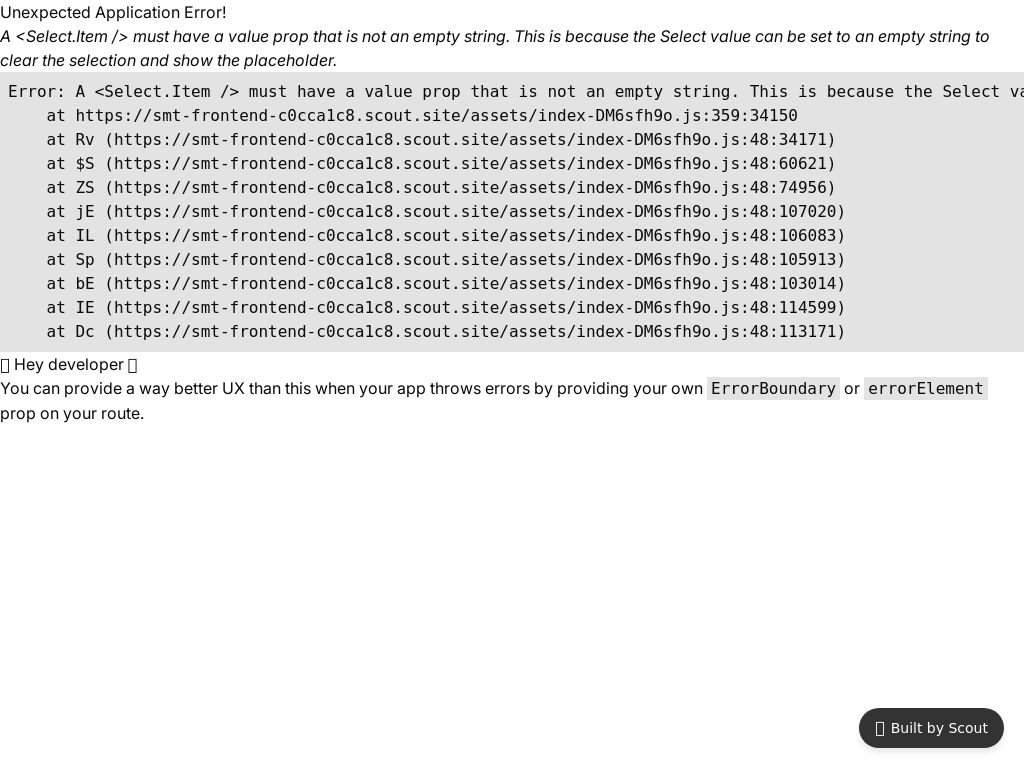 Unexpected Application Error!
A <Select.Item /> must have a value prop that is not an empty string. This is because the Select value can be set to an empty string to
clear the selection and show the placeholder.
Error: A <Select.Item /> must have a value prop that is not an empty string. This is because the Select va
    at https://smt-frontend-c0cca1c8.scout.site/assets/index-DM6sfh9o.js:359:34150
    at Rv (https://smt-frontend-c0cca1c8.scout.site/assets/index-DM6sfh9o.js:48:34171)
    at $S (https://smt-frontend-c0cca1c8.scout.site/assets/index-DM6sfh9o.js:48:60621)
    at ZS (https://smt-frontend-c0cca1c8.scout.site/assets/index-DM6sfh9o.js:48:74956)
    at jE (https://smt-frontend-c0cca1c8.scout.site/assets/index-DM6sfh9o.js:48:107020)
    at IL (https://smt-frontend-c0cca1c8.scout.site/assets/index-DM6sfh9o.js:48:106083)
    at Sp (https://smt-frontend-c0cca1c8.scout.site/assets/index-DM6sfh9o.js:48:105913)
    at bE (https://smt-frontend-c0cca1c8.scout.site/assets/index-DM6sfh9o.js:48:103014)
    at IE (https://smt-frontend-c0cca1c8.scout.site/assets/index-DM6sfh9o.js:48:114599)
    at Dc (https://smt-frontend-c0cca1c8.scout.site/assets/index-DM6sfh9o.js:48:113171)
Hey developer
You can provide a way better UX than this when your app throws errors by providing your own ErrorBoundary or errorElement
prop on your route.
Built by Scout